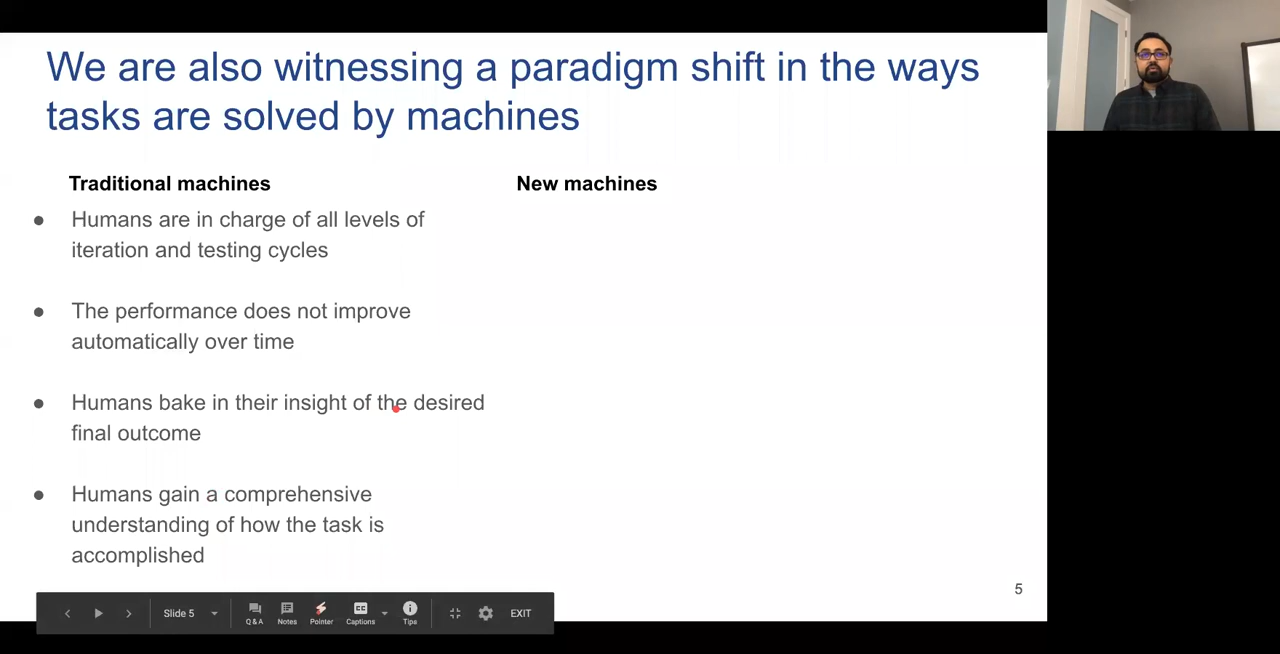 We are also witnessing a paradigm shift in the ways
tasks are solved by machines
Traditional machines
New machines
● Humans are in charge of all levels of
iteration and testing cycles
● The performance does not improve
automatically over time
● Humans bake in their insight of the desired
final outcome
● Humans gain a comprehensive
understanding of how the task is
accomplished
5
Slide 5
Q & A
Notes
Pointer
CC
Captions
Tips
EXIT